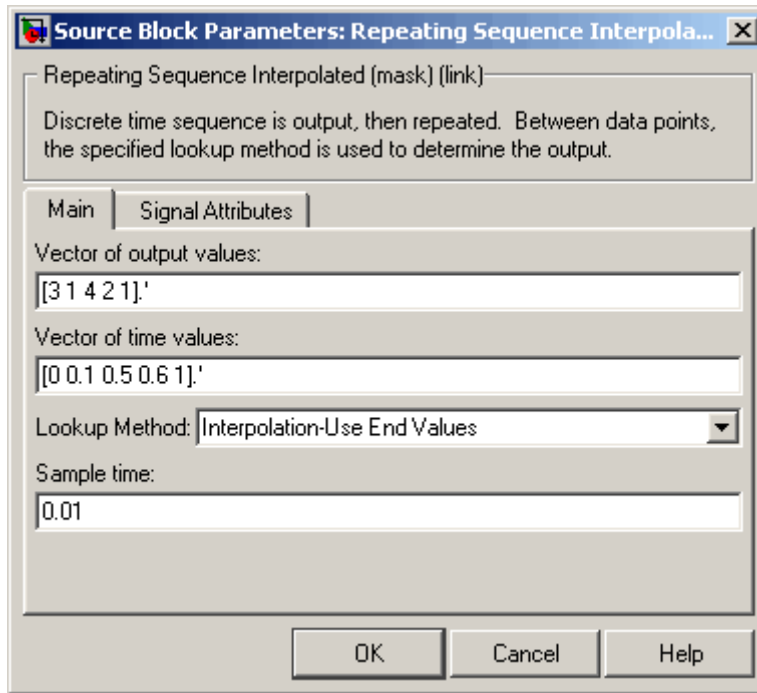 Source Block Parameters: Repeating Sequence Interpola...
Repeating Sequence Interpolated (mask) (link)
Discrete time sequence is output, then repeated.  Between data points,
the specified lookup method is used to determine the output.
Main
Signal Attributes
Vector of output values:
[3 1 4 2 1].'
Vector of time values:
[0 0.1 0.5 0.6 1].'
Lookup Method: Interpolation-Use End Values
Sample time:
0.01
OK
Cancel
Help